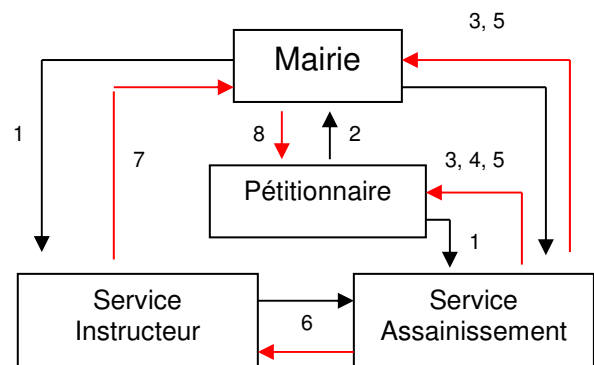 3, 5
Mairie
1
7
8
2
3, 4, 5
Pétitionnaire
1
Service
Instructeur
6
Service
Assainissement